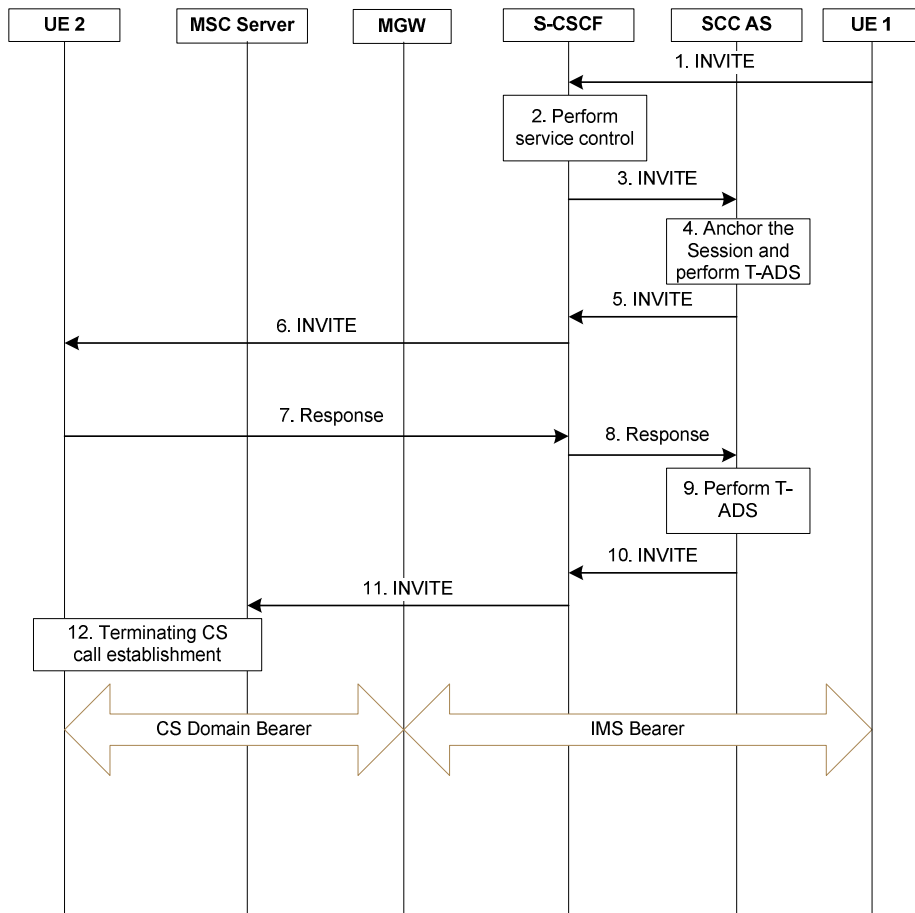 UE 2
MSC Server
MGW
S-CSCF
SCC AS
UE 1
1. INVITE
2. Perform
service control
3. INVITE
4. Anchor the
Session and
perform T-ADS
5. INVITE
6. INVITE
7. Response
8. Response
9. Perform T-
ADS
10. INVITE
11. INVITE
12. Terminating CS
call establishment
CS Domain Bearer
IMS Bearer